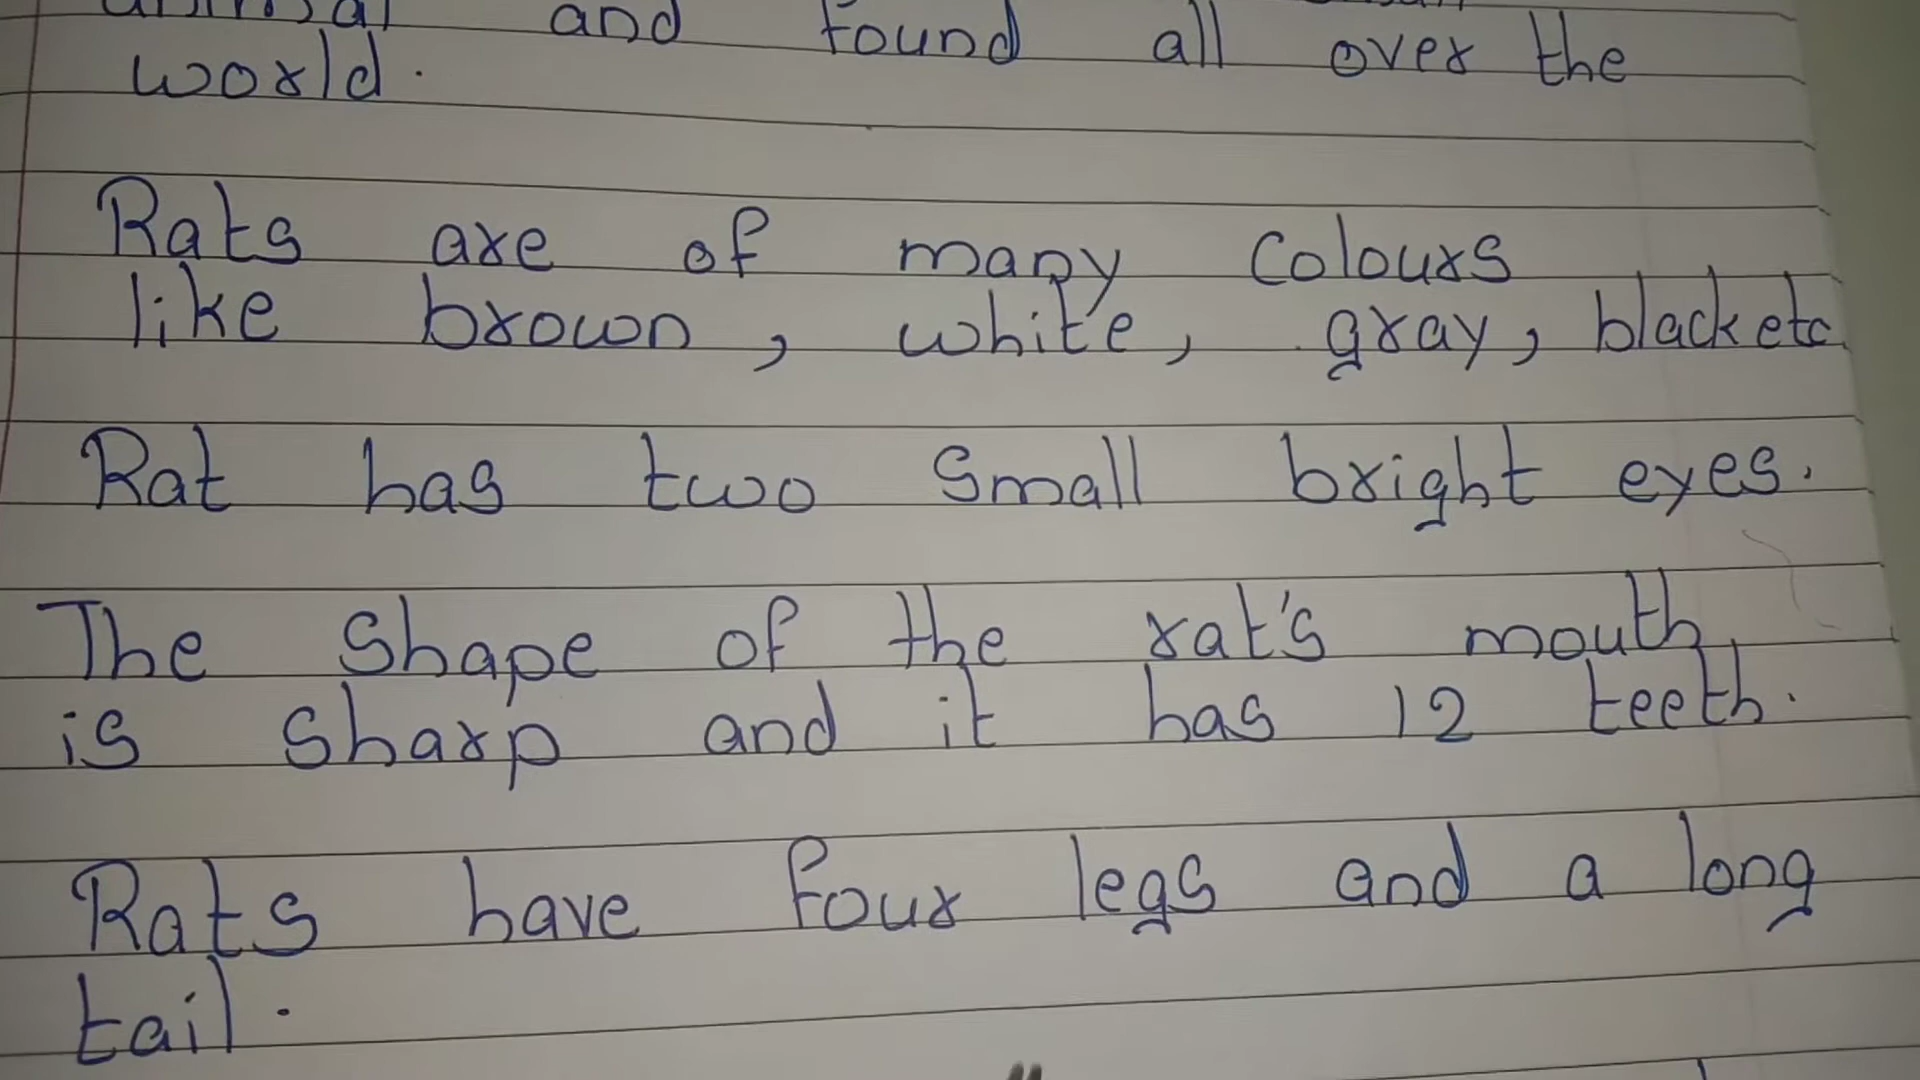 animal and found all over the
world.
Rats are of many colours
like brown, white, gray, black etc
Rat has two small bright eyes.
The shape of the rat's mouth
is sharp and it has 12 teeth.
Rats have four legs and a long
tail.